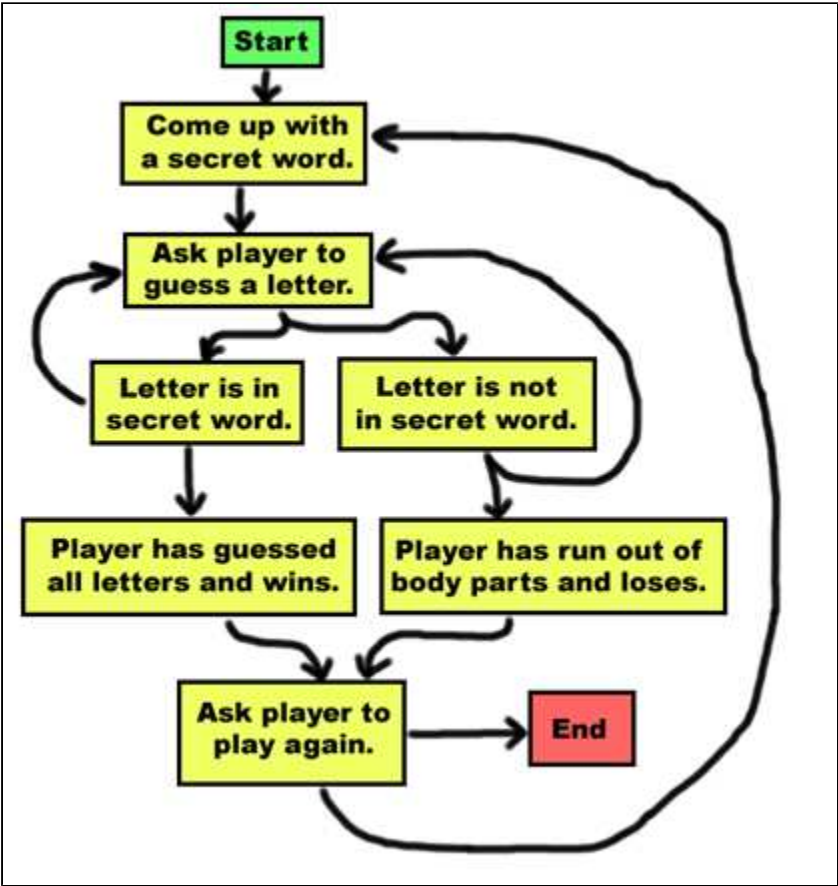 Start
Come up with
a secret word.
Ask player to
guess a letter.
Letter is in
secret word.
Letter is not
in secret word.
Player has guessed
all letters and wins.
Player has run out of
body parts and loses.
Ask player to
play again.
End